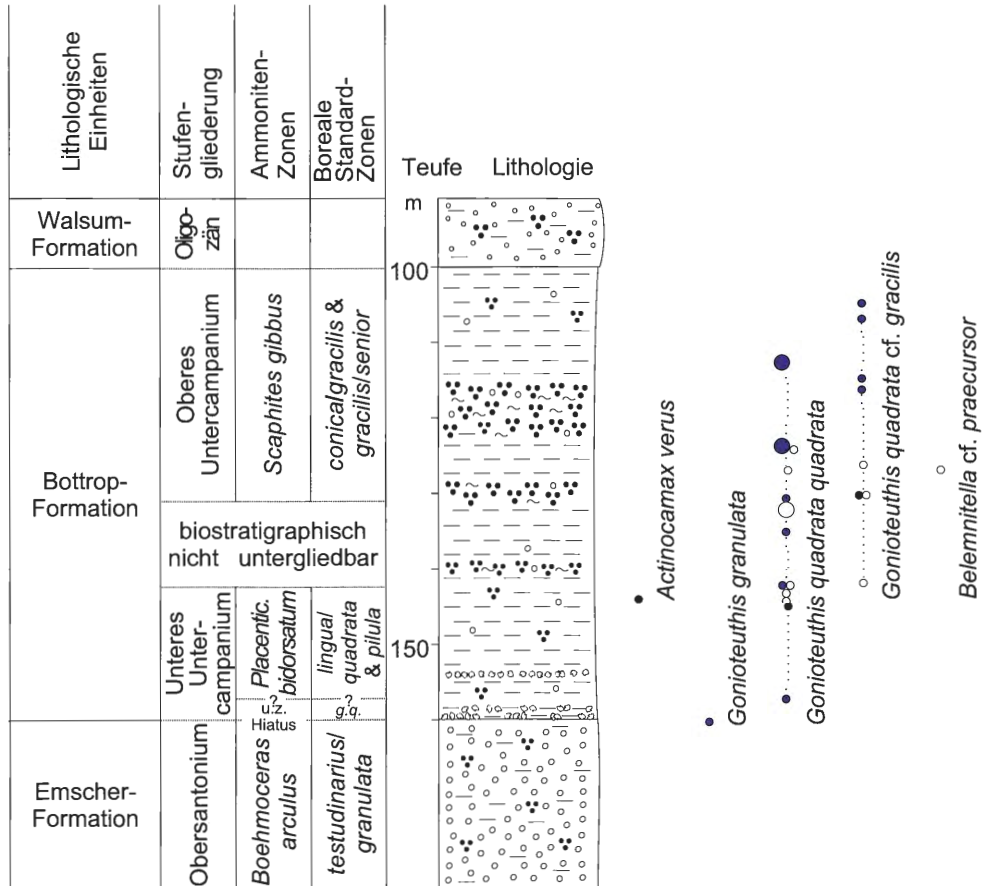 Lithologische
Einheiten
Stufen-
gliederung
Ammoniten-
Zonen
Boreale
Standard-
Zonen
Teufe
Lithologie
m
Walsum-
Formation
Oligo-
zän
100
Bottrop-
Formation
Oberes
Untercampanium
Scaphites gibbus
conica/gracilis &
gracilis/senior
biostratigraphisch
nicht untergliedbar
Unteres
Unter-
campanium
Placentic.
bidorsatum
lingua/
quadrata
& pilula
150
?
u.z.
Hiatus
?
g.q.
Emscher-
Formation
Obersantonium
Boehmoceras
arculus
testudinarius/
granulata
Actinocamax verus
Gonioteuthis granulata
Gonioteuthis quadrata quadrata
Gonioteuthis quadrata cf. gracilis
Belemnitella cf. praecursor